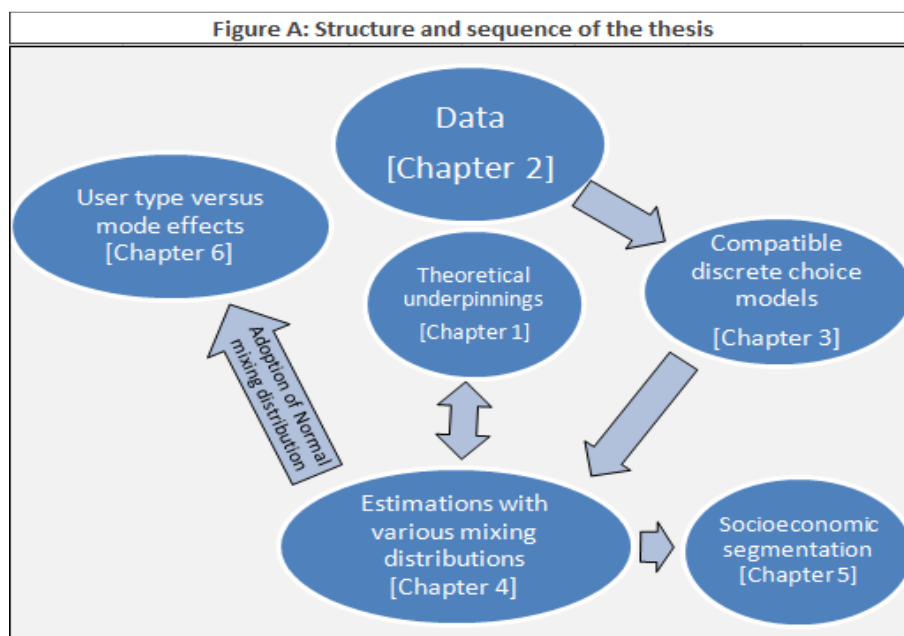 Figure A: Structure and sequence of the thesis
Data
[Chapter 2]
User type versus
mode effects
[Chapter 6]
Theoretical
underpinnings
[Chapter 1]
Compatible
discrete choice
models
[Chapter 3]
Adoption of Normal
mixing distribution
Estimations with
various mixing
distributions
[Chapter 4]
Socioeconomic
segmentation
[Chapter 5]